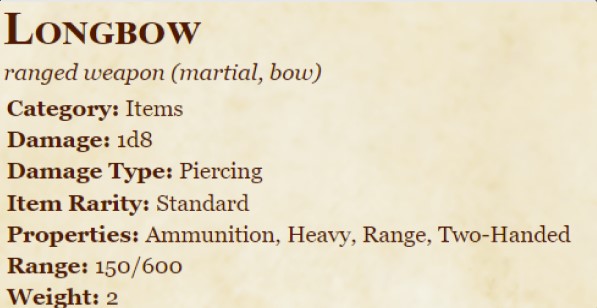 Longbow
ranged weapon (martial, bow)
Category: Items
Damage: 1d8
Damage Type: Piercing
Item Rarity: Standard
Properties: Ammunition, Heavy, Range, Two-Handed
Range: 150/600
Weight: 2